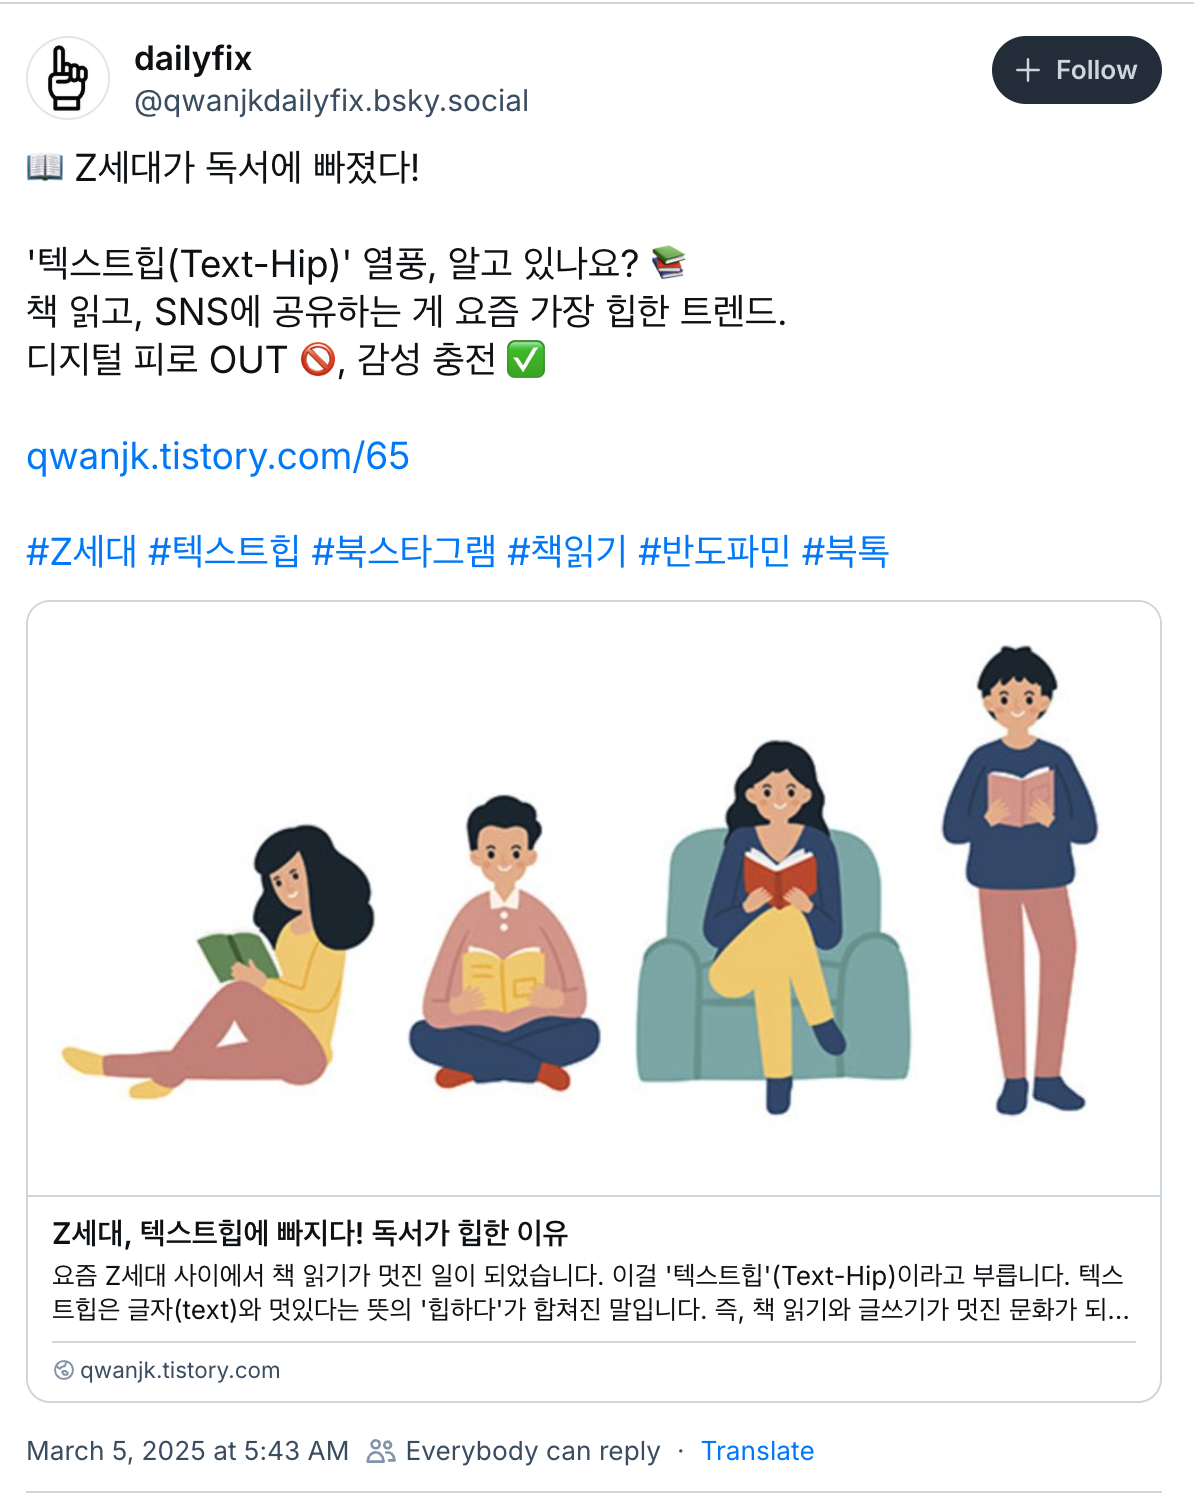 dailyfix
@qwanjkdailyfix.bsky.social
+ Follow
📖 Z세대가 독서에 빠졌다!
'텍스트힙(Text-Hip)' 열풍, 알고 있나요? 📚
책 읽고, SNS에 공유하는 게 요즘 가장 힙한 트렌드.
디지털 피로 OUT 🚫, 감성 충전 ✅
qwanjk.tistory.com/65
#Z세대 #텍스트힙 #북스타그램 #책읽기 #반도파민 #북톡
Z세대, 텍스트힙에 빠지다! 독서가 힙한 이유
요즘 Z세대 사이에서 책 읽기가 멋진 일이 되었습니다. 이걸 '텍스트힙'(Text-Hip)이라고 부릅니다. 텍스
트힙은 글자(text)와 멋있다는 뜻의 '힙하다'가 합쳐진 말입니다. 즉, 책 읽기와 글쓰기가 멋진 문화가 되...
qwanjk.tistory.com
March 5, 2025 at 5:43 AM Everybody can reply · Translate